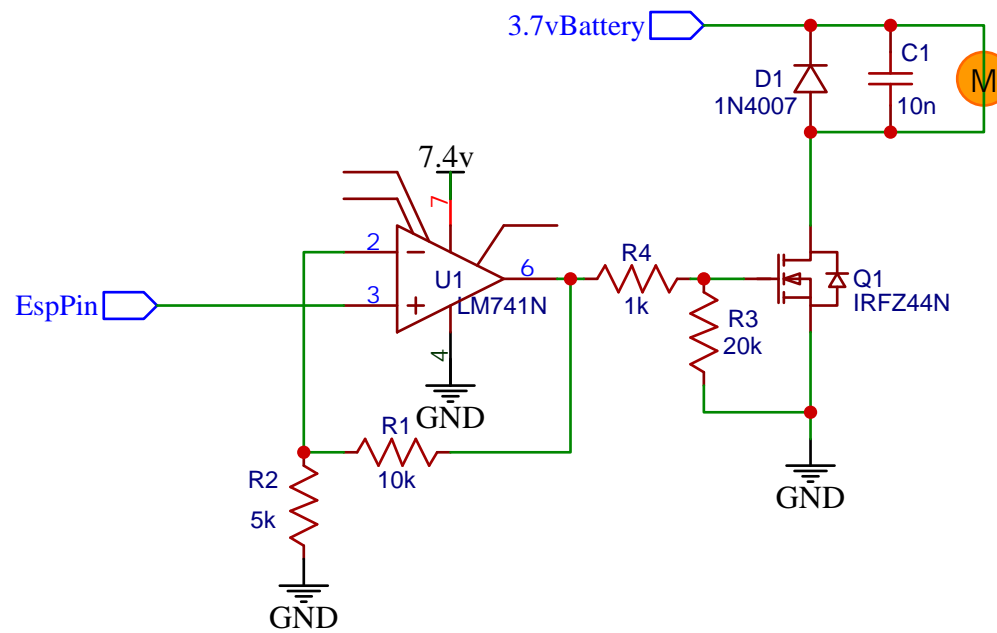 3.7vBattery
C1
D1
M
1N4007
10n
7.4v
7
2
R4
U1
6
Q1
EspPin
3
LM741N
1k
IRFZ44N
R3
20k
4
GND
R1
R2
10k
GND
5k
GND